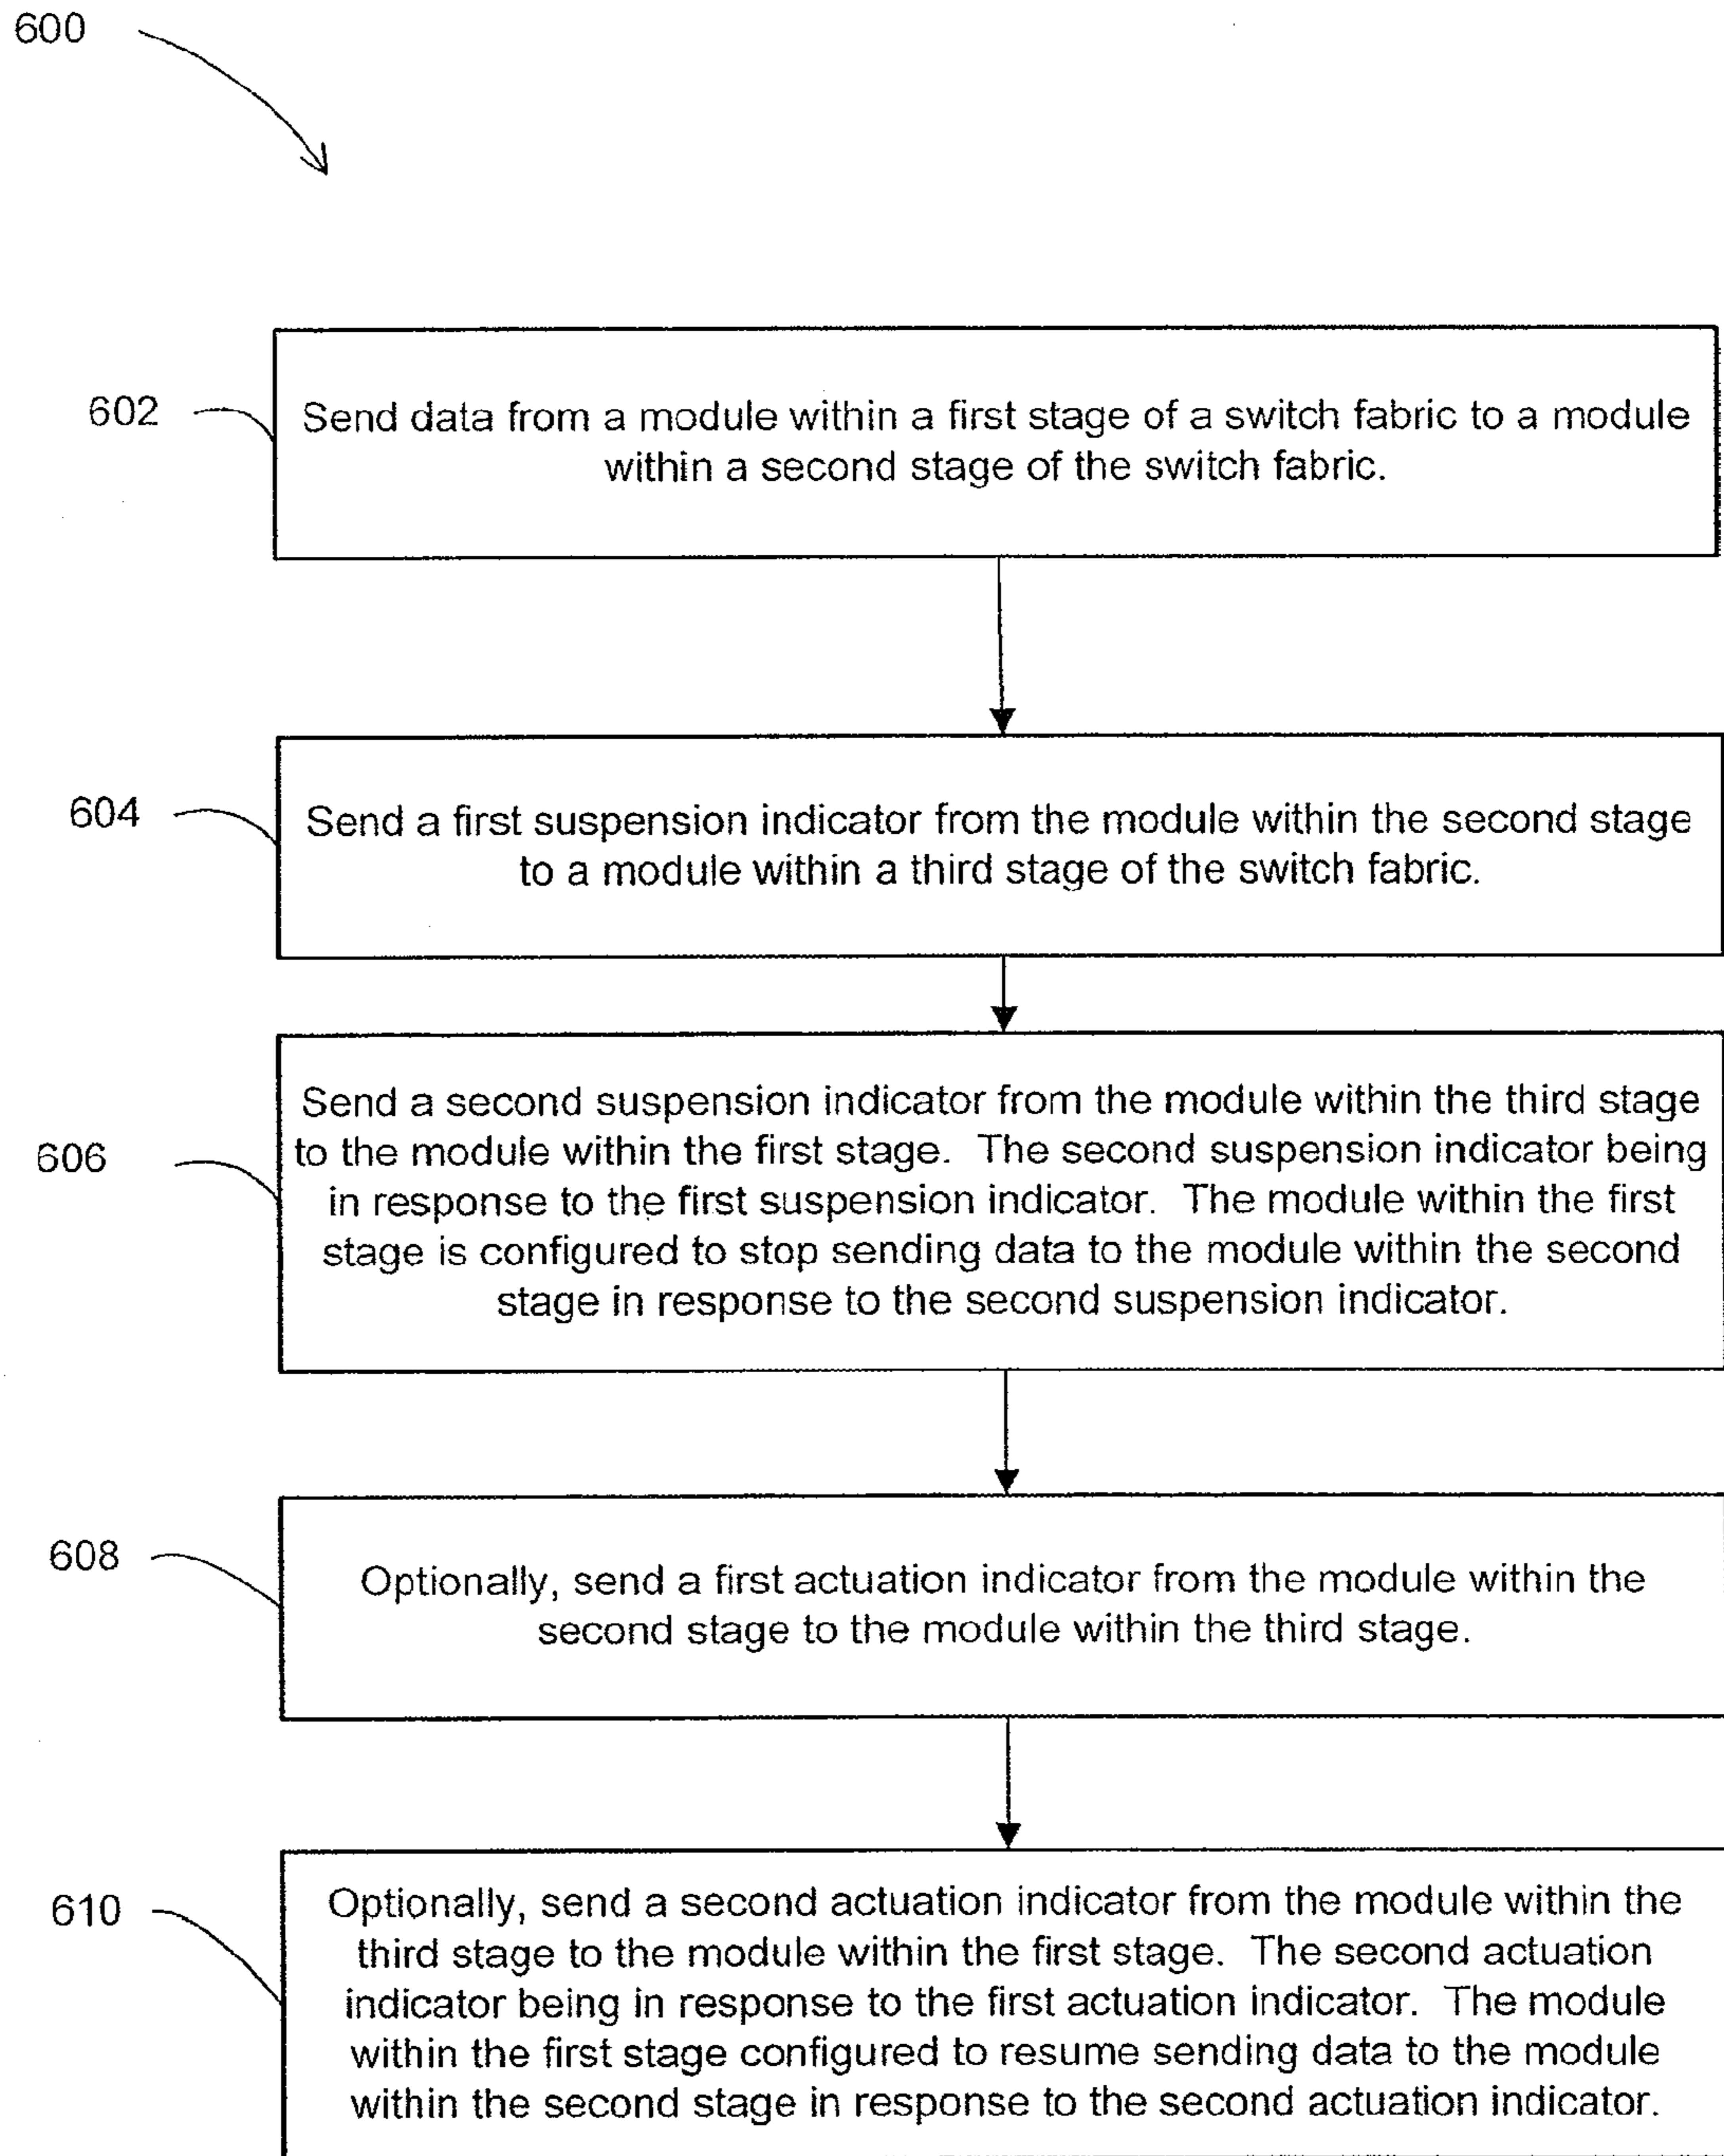 600
602
Send data from a module within a first stage of a switch fabric to a module
within a second stage of the switch fabric.
604
Send a first suspension indicator from the module within the second stage
to a module within a third stage of the switch fabric.
606
Send a second suspension indicator from the module within the third stage
to the module within the first stage. The second suspension indicator being
in response to the first suspension indicator. The module within the first
stage is configured to stop sending data to the module within the second
stage in response to the second suspension indicator.
608
Optionally, send a first actuation indicator from the module within the
second stage to the module within the third stage.
610
Optionally, send a second actuation indicator from the module within the
third stage to the module within the first stage. The second actuation
indicator being in response to the first actuation indicator. The module
within the first stage configured to resume sending data to the module
within the second stage in response to the second actuation indicator.